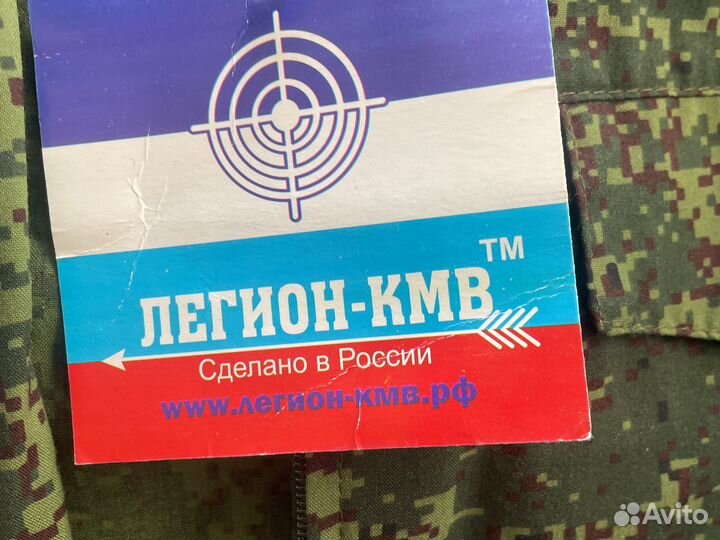 ЛЕГИОН-КМВ ™
Сделано в России
www.легион-кмв.рф
Avito